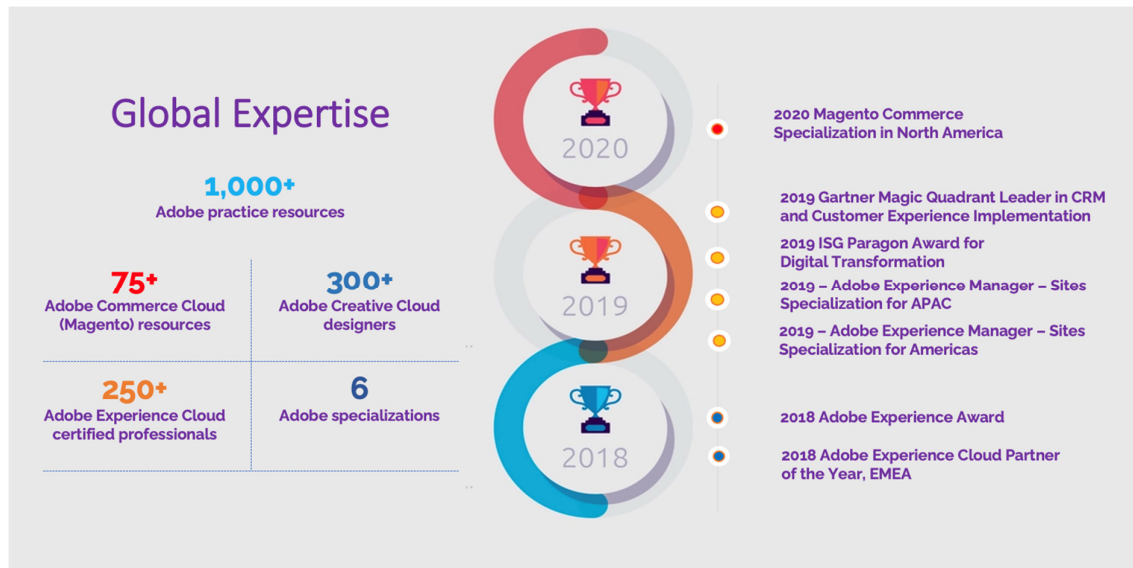 Global Expertise
1,000+
Adobe practice resources
75+
Adobe Commerce Cloud
(Magento) resources
300+
Adobe Creative Cloud
designers
250+
Adobe Experience Cloud
certified professionals
6
Adobe specializations
2020
2020 Magento Commerce
Specialization in North America
2019
2019 Gartner Magic Quadrant Leader in CRM
and Customer Experience Implementation
2019 ISG Paragon Award for
Digital Transformation
2019 – Adobe Experience Manager – Sites
Specialization for APAC
2019 – Adobe Experience Manager – Sites
Specialization for Americas
2018
2018 Adobe Experience Award
2018 Adobe Experience Cloud Partner
of the Year, EMEA